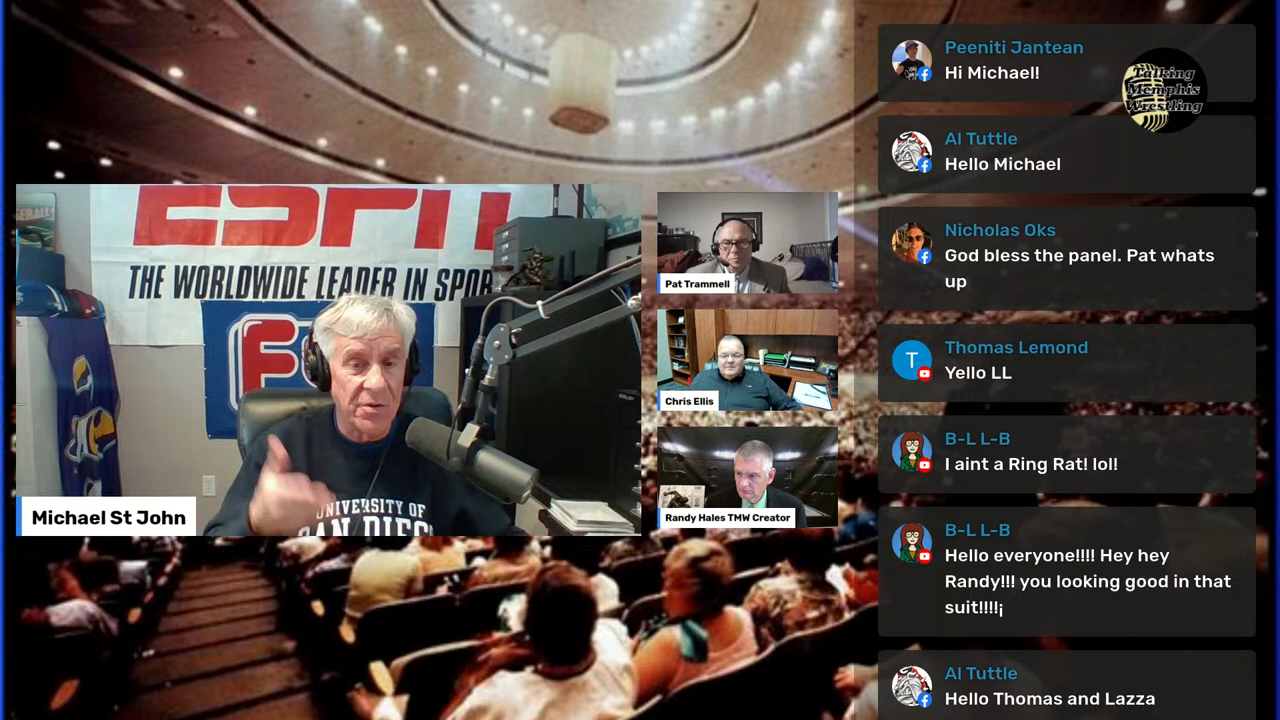 ESPN
THE WORLDWIDE LEADER IN SPOR
UNIVERSITY OF
SAN DIEG
Michael St John
Pat Trammell
Chris Ellis
Randy Hales TMW Creator
Talking
Memphis
Wrestling
Peeniti Jantean
Hi Michael!
Al Tuttle
Hello Michael
Nicholas Oks
God bless the panel. Pat whats
up
T
Thomas Lemond
Yello LL
B-L L-B
I aint a Ring Rat! lol!
B-L L-B
Hello everyone!!!! Hey hey
Randy!!! you looking good in that
suit!!!!¡
Al Tuttle
Hello Thomas and Lazza